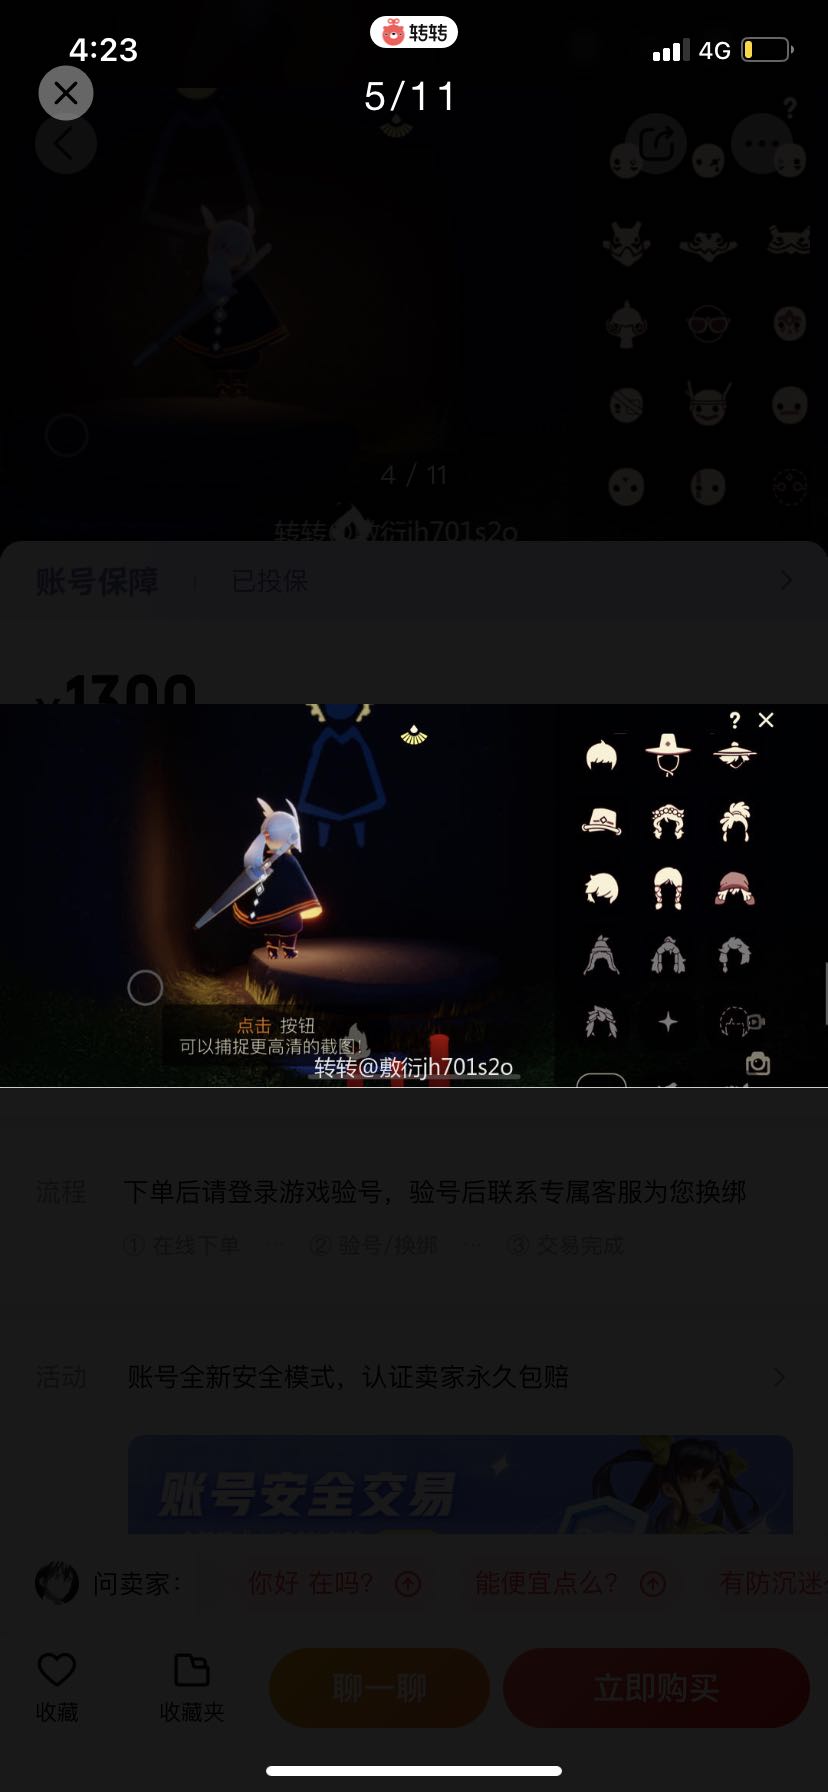 4:23
转转
4G
5/11
?
4 / 11
转转@敷衍jh701s2o
账号保障
已投保
¥1300
?
点击 按钮
可以捕捉更高清的截图!
转转@敷衍jh701s2o
流程
下单后请登录游戏验号，验号后联系专属客服为您换绑
① 在线下单 ··· ② 验号/换绑 ··· ③ 交易完成
活动
账号全新安全模式，认证卖家永久包赔
账号安全交易
问卖家：
你好 在吗？
能便宜点么？
有防沉迷
收藏
收藏夹
聊一聊
立即购买